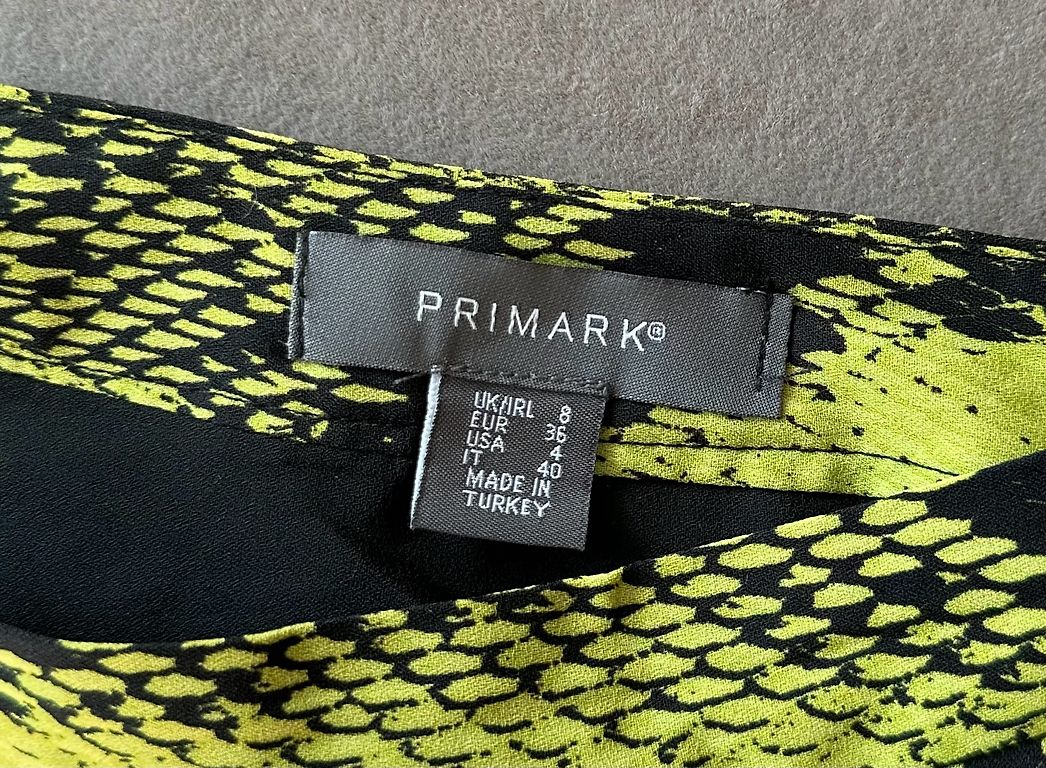 PRIMARK®
UK/IRL 8
EUR 36
USA 4
IT 40
MADE IN
TURKEY